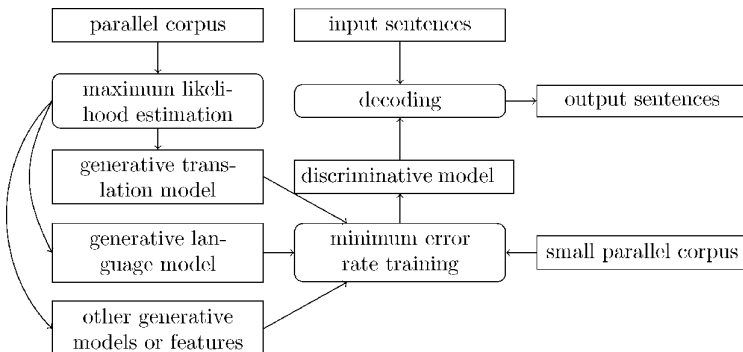 parallel corpus
input sentences
maximum likeli-
hood estimation
decoding
output sentences
generative trans-
lation model
discriminative model
generative lan-
guage model
minimum error
rate training
small parallel corpus
other generative
models or features